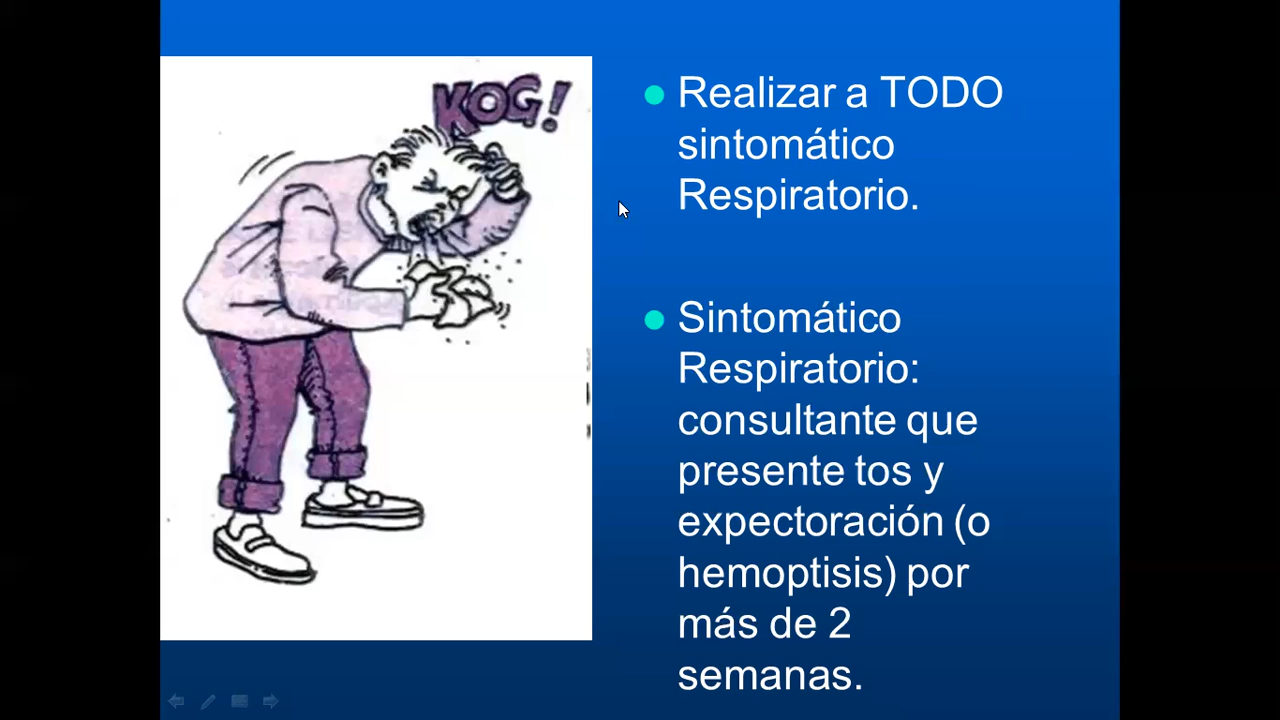 KOG!
Realizar a TODO
sintomático
Respiratorio.
Sintomático
Respiratorio:
consultante que
presente tos y
expectoración (o
hemoptisis) por
más de 2
semanas.